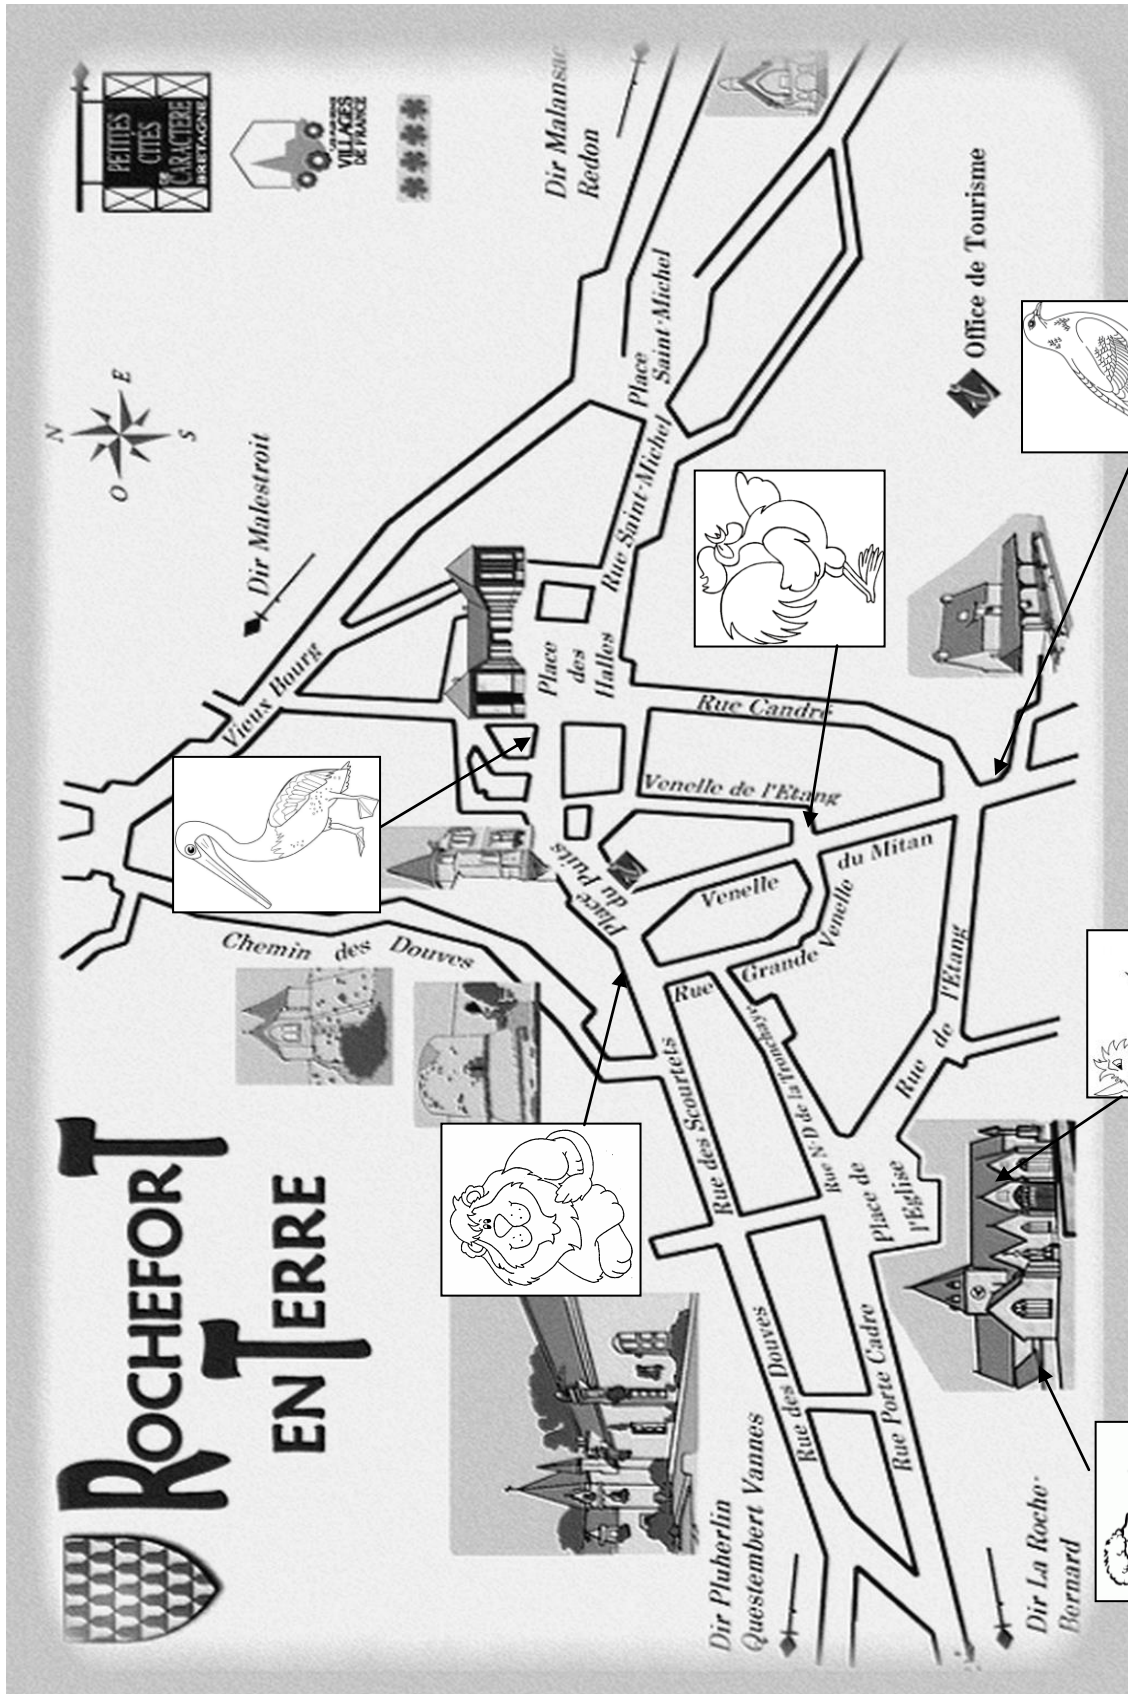 ROCHEFORT
EN TERRE
PETITES
CITÉS
DE CARACTERE
BRETAGNE
VILLAGES
DE FRANCE
N
E
S
O
Dir Malestroit
Dir Malansac
Redon
Vieux Bourg
Chemin des Douves
Place
Saint-Michel
Rue Saint-Michel
Place
des
Halles
Place
du Puits
Rue Candré
Venelle de l'Etang
Venelle
du Mitan
Grande Venelle
Rue
Rue des Scourtets
Rue N-D de la Tronchaye
Rue de l'Etang
Place de
l'Eglise
Rue des Douves
Rue Porte Cadre
Office de Tourisme
Dir Pluherlin
Questembert Vannes
Dir La Roche-
Bernard